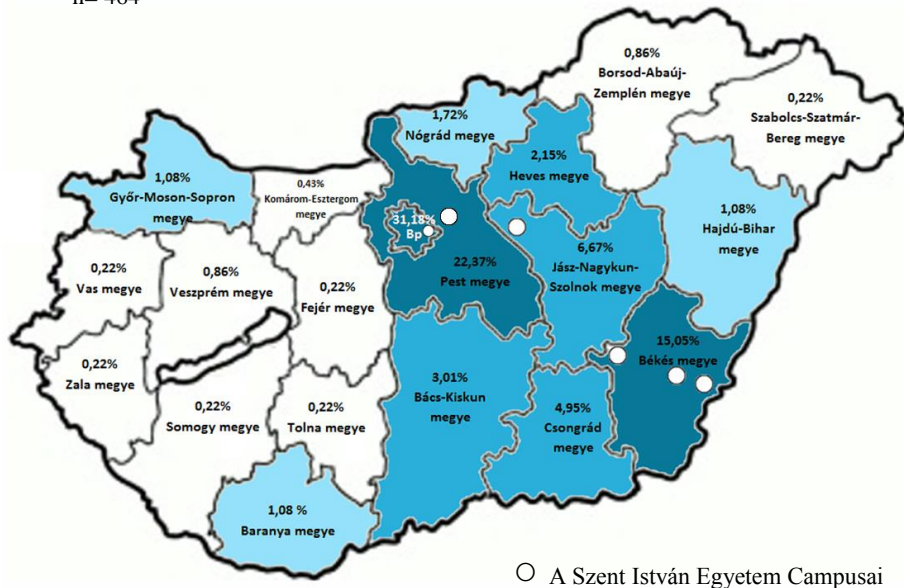 n= 464
0,86%
Borsod-Abaúj-
Zemplén megye
0,22%
Szabolcs-Szatmár-
Bereg megye
1,72%
Nógrád megye
2,15%
Heves megye
1,08%
Győr-Moson-Sopron
megye
0,43%
Komárom-Esztergom
megye
31,18%
Bp
1,08%
Hajdú-Bihar
megye
6,67%
Jász-Nagykun-
Szolnok megye
22,37%
Pest megye
0,22%
Vas megye
0,86%
Veszprém megye
0,22%
Fejér megye
15,05%
Békés megye
0,22%
Zala megye
3,01%
Bács-Kiskun
megye
0,22%
Somogy megye
0,22%
Tolna megye
4,95%
Csongrád
megye
1,08 %
Baranya megye
A Szent István Egyetem Campusai